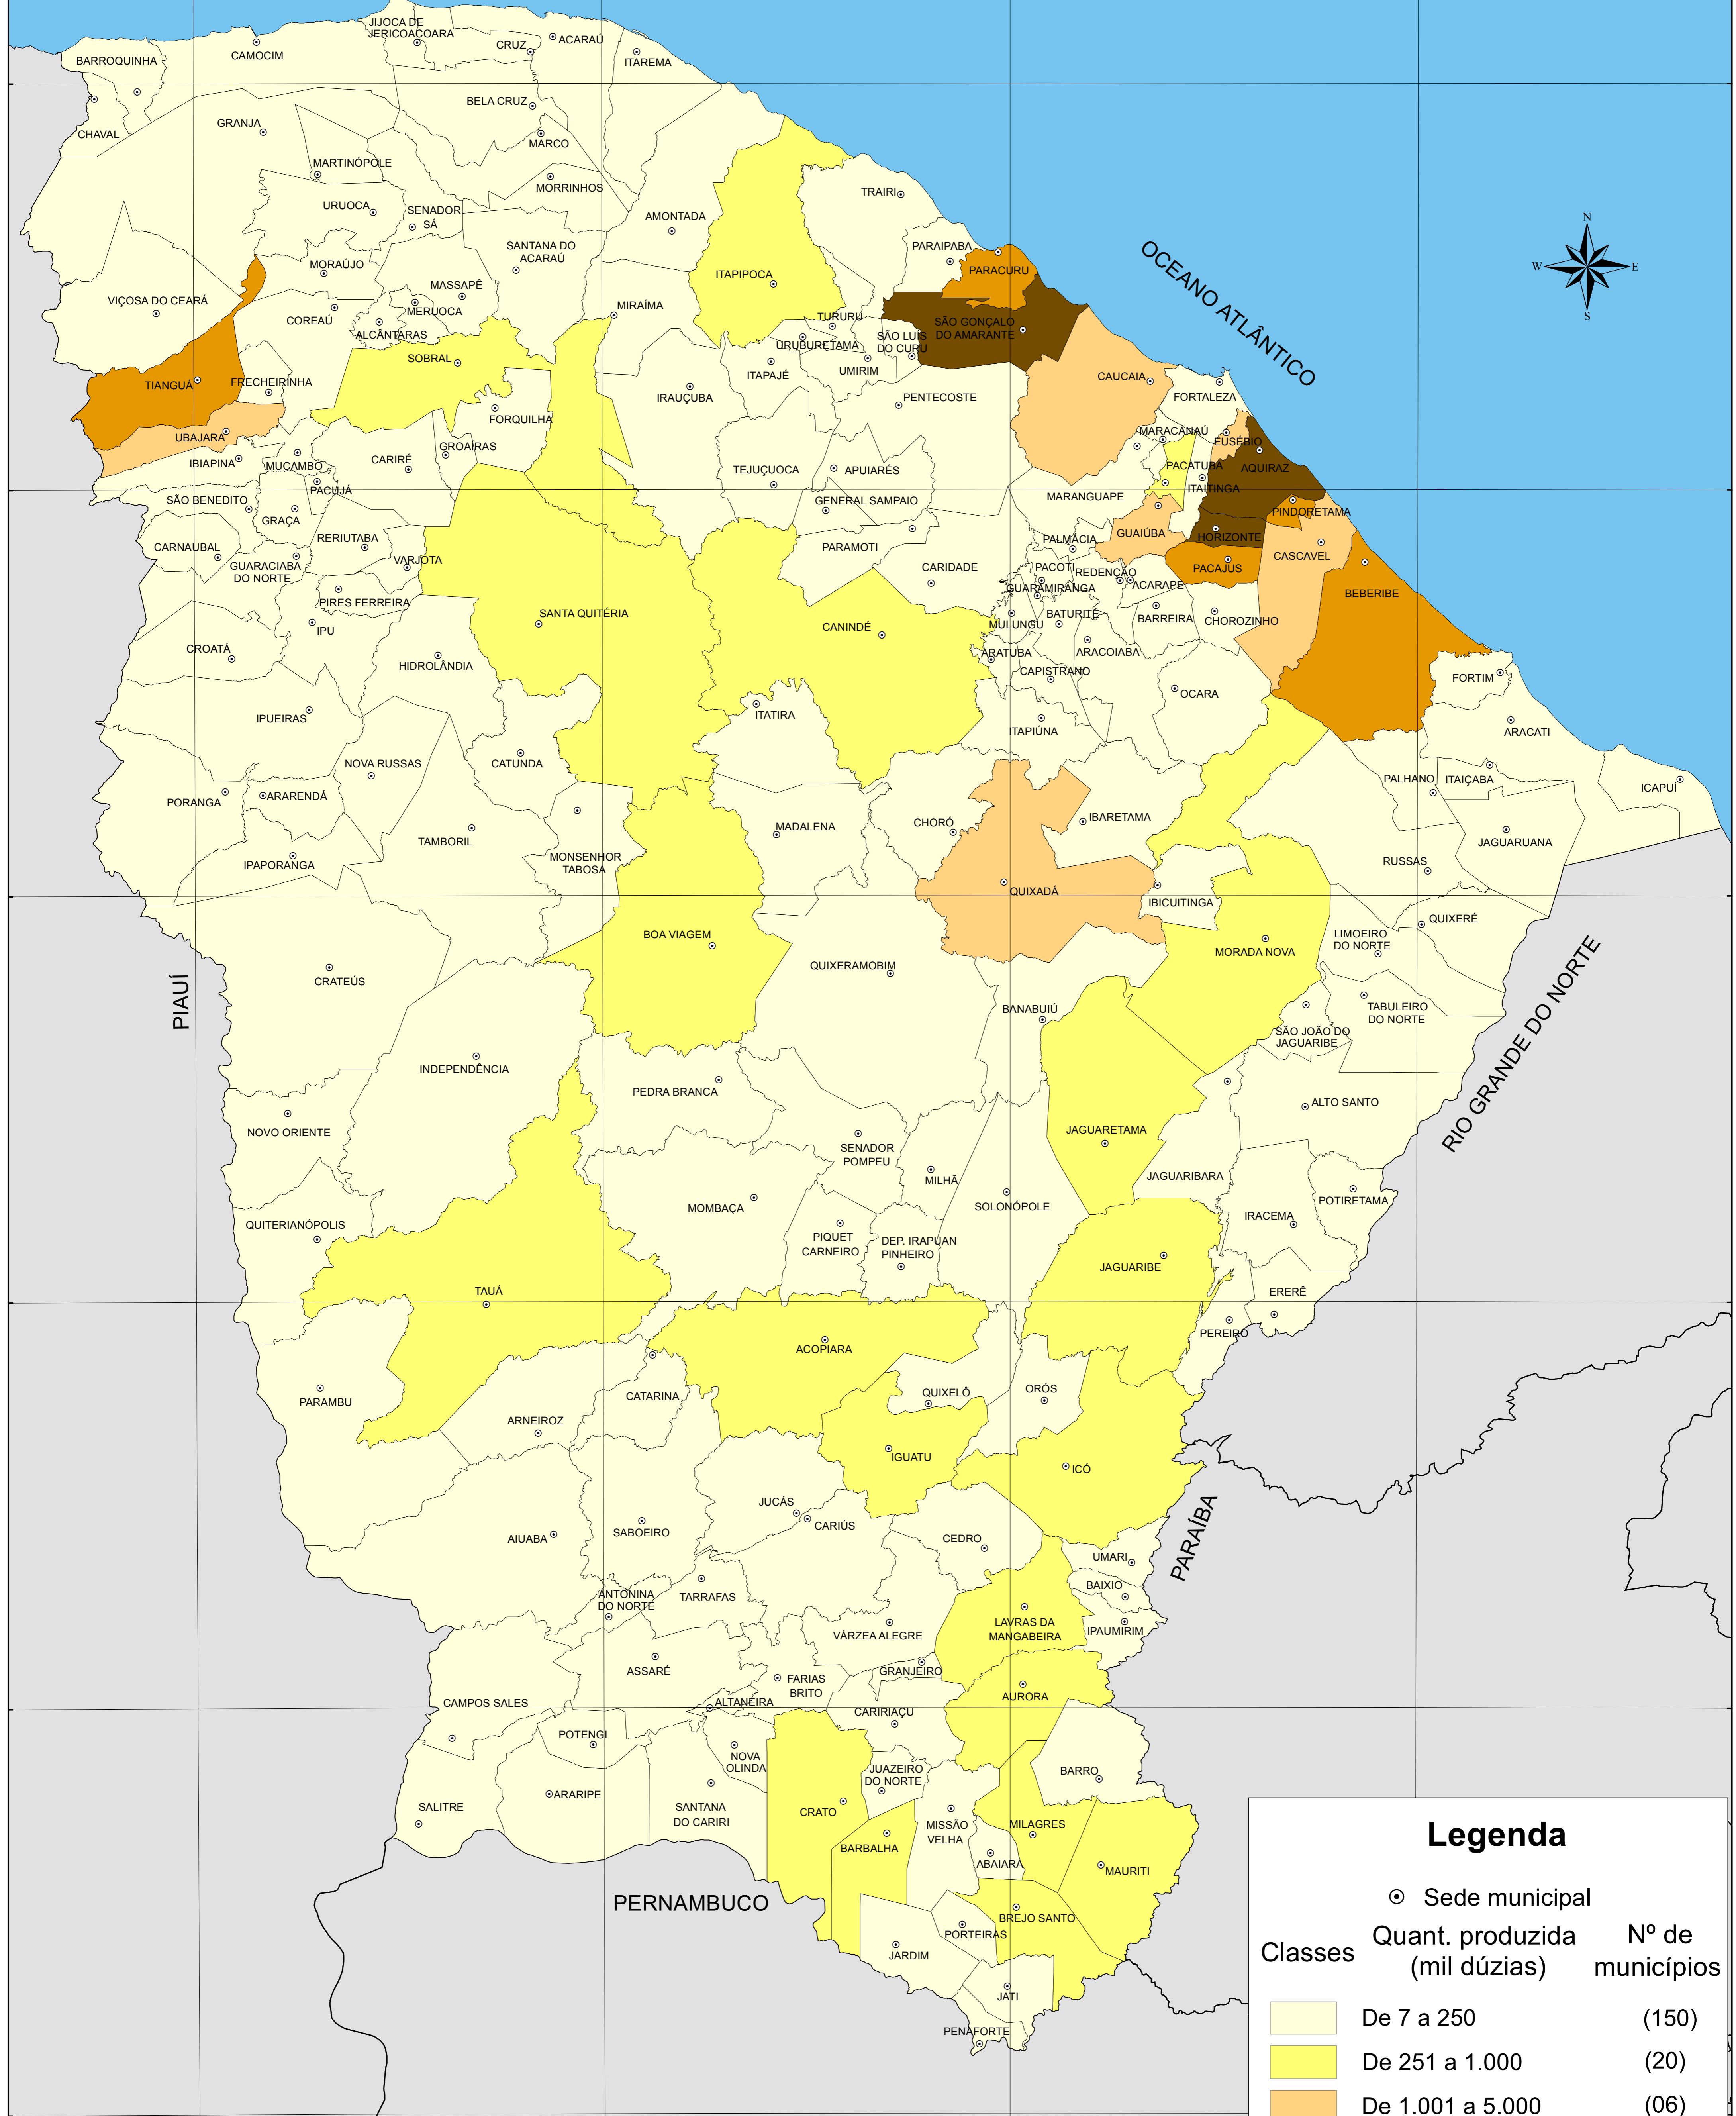 JIJOCA DE
JERICOACOARA
CRUZ
ACARAÚ
ITAREMA
BARROQUINHA
CAMOCIM
CHAVAL
GRANJA
BELA CRUZ
MARCO
MARTINÓPOLE
MORRINHOS
URUOCA
SENADOR
SÁ
AMONTADA
TRAIRI
PARAIPABA
PARACURU
N
W
E
S
OCEANO ATLÂNTICO
SANTANA DO
ACARAÚ
ITAPIPOCA
MORAÚJO
MASSAPÊ
MERUOCA
VIÇOSA DO CEARÁ
COREAÚ
ALCÂNTARAS
MIRAÍMA
TURURU
SÃO GONÇALO
DO AMARANTE
SÃO LUIS
DO CURU
URUBURETAMA
UMIRIM
ITAPAJÉ
SOBRAL
TIANGUÁ
FRECHEIRINHA
FORQUILHA
IRAUÇUBA
PENTECOSTE
CAUCAIA
FORTALEZA
MARACANAÚ
EUSÉBIO
UBAJARA
IBIAPINA
MUCAMBO
CARIRÉ
GROAÍRAS
TEJUÇUOCA
APUIARÉS
PACATUBA
AQUIRAZ
ITAITINGA
MARANGUAPE
GENERAL SAMPAIO
SÃO BENEDITO
PACUJÁ
GRAÇA
PINDORETAMA
GUAIÚBA
HORIZONTE
CASCAVEL
RERIUTABA
VARJOTA
CARNAUBAL
GUARACIABA
DO NORTE
PARAMOTI
PALMÁCIA
CARIDADE
PACOTI
REDENÇÃO
ACARAPE
PACAJUS
BEBERIBE
GUARAMIRANGA
PIRES FERREIRA
IPU
SANTA QUITÉRIA
CANINDÉ
MULUNGU
BATURITÉ
BARREIRA
CHOROZINHO
CROATÁ
HIDROLÂNDIA
ARATUBA
ARACOIABA
CAPISTRANO
OCARA
FORTIM
IPUEIRAS
ITATIRA
ITAPIÚNA
ARACATI
NOVA RUSSAS
CATUNDA
PALHANO
ITAIÇABA
ICAPUÍ
PORANGA
ARARENDÁ
TAMBORIL
MADALENA
CHORÓ
IBARETAMA
JAGUARUANA
IPAPORANGA
MONSENHOR
TABOSA
QUIXADÁ
RUSSAS
IBICUITINGA
QUIXERÉ
LIMOEIRO
DO NORTE
BOA VIAGEM
QUIXERAMOBIM
MORADA NOVA
CRATEÚS
PIAUÍ
BANABUIÚ
TABULEIRO
DO NORTE
SÃO JOÃO DO
JAGUARIBE
RIO GRANDE DO NORTE
INDEPENDÊNCIA
PEDRA BRANCA
NOVO ORIENTE
ALTO SANTO
JAGUARETAMA
SENADOR
POMPEU
MILHÃ
JAGUARIBARA
POTIRETAMA
MOMBAÇA
SOLONÓPOLE
IRACEMA
QUITERIANÓPOLIS
PIQUET
CARNEIRO
DEP. IRAPUAN
PINHEIRO
JAGUARIBE
TAUÁ
ERERÊ
PEREIRO
ACOPIARA
PARAMBU
CATARINA
QUIXELÔ
ORÓS
ARNEIROZ
IGUATU
ICÓ
JUCÁS
CARIÚS
PARAÍBA
AIUABA
SABOEIRO
CEDRO
UMARI
BAIXIO
ANTONINA
DO NORTE
TARRAFAS
LAVRAS DA
MANGABEIRA
IPAUMIRIM
VÁRZEA ALEGRE
ASSARÉ
GRANJEIRO
FARIAS
BRITO
AURORA
CAMPOS SALES
ALTANEIRA
CARIRIAÇU
POTENGI
NOVA
OLINDA
JUAZEIRO
DO NORTE
BARRO
SALITRE
ARARIPE
SANTANA
DO CARIRI
CRATO
MISSÃO
VELHA
MILAGRES
BARBALHA
ABAIARA
MAURITI
PERNAMBUCO
BREJO SANTO
PORTEIRAS
JARDIM
JATI
PENAFORTE
Legenda
Sede municipal
Classes
Quant. produzida
(mil dúzias)
Nº de
municípios
De 7 a 250 (150)
De 251 a 1.000 (20)
De 1.001 a 5.000 (06)